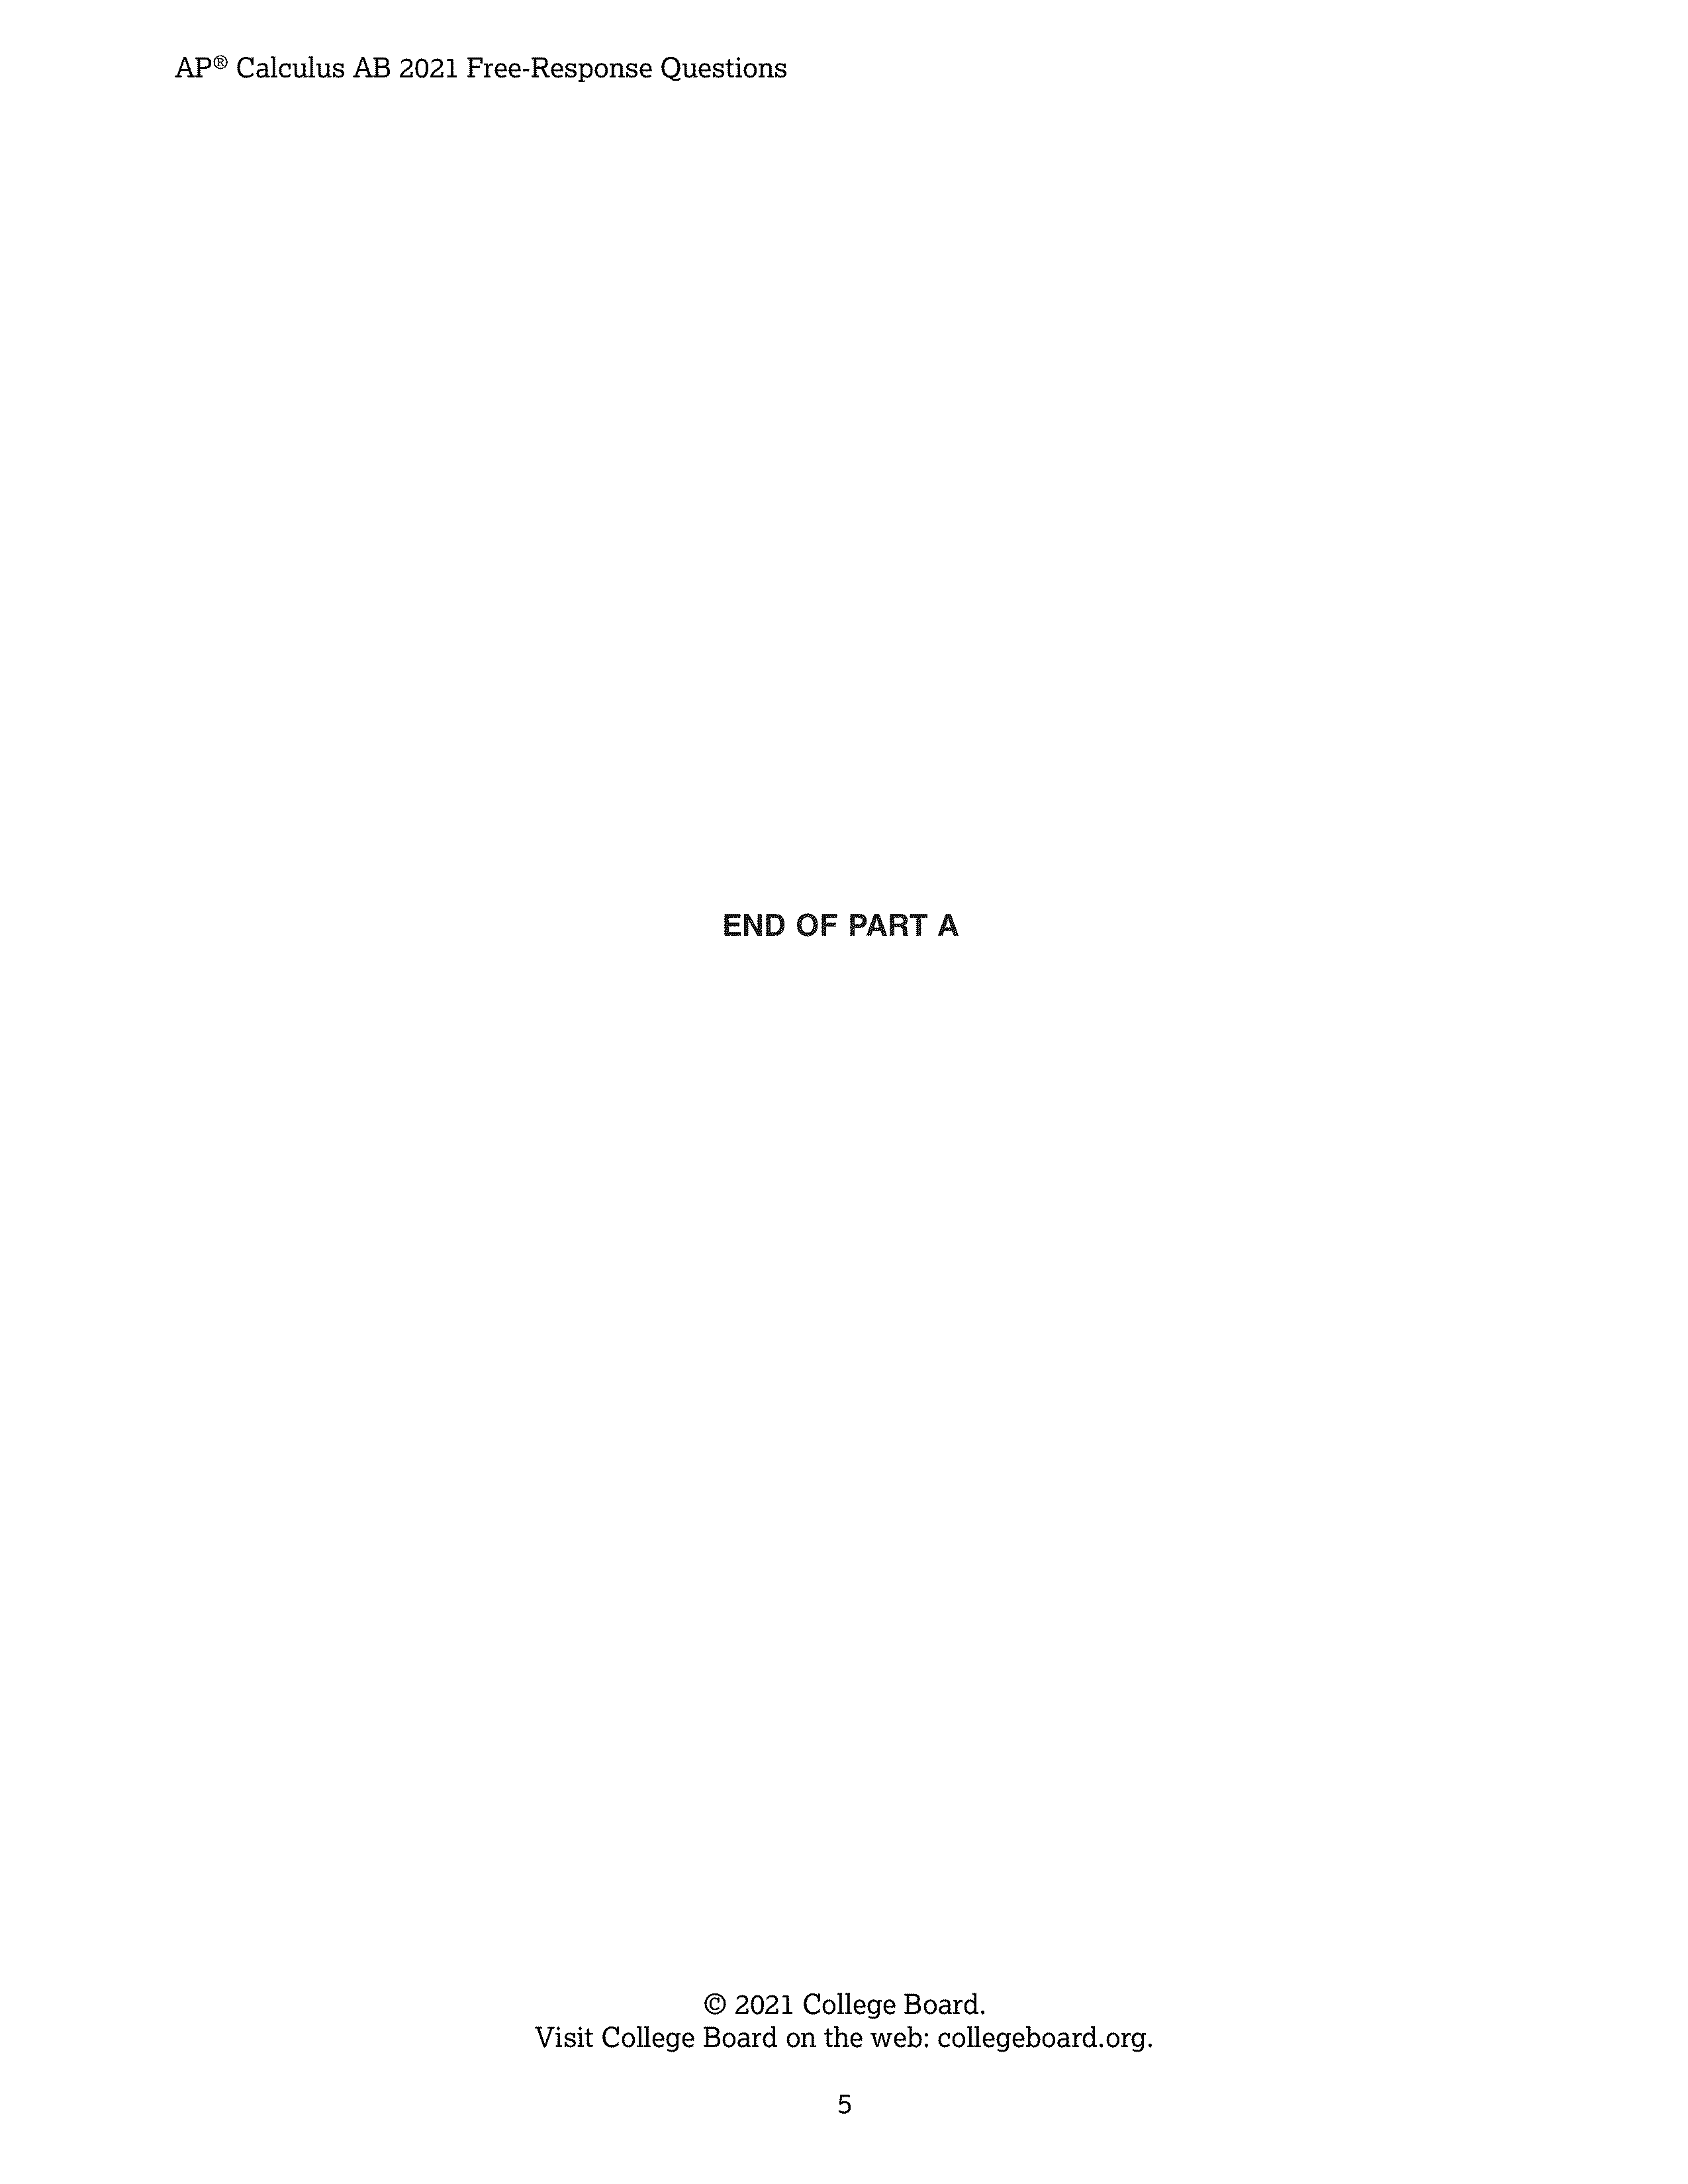 AP® Calculus AB 2021 Free-Response Questions
END OF PART A
© 2021 College Board.
Visit College Board on the web: collegeboard.org.
5